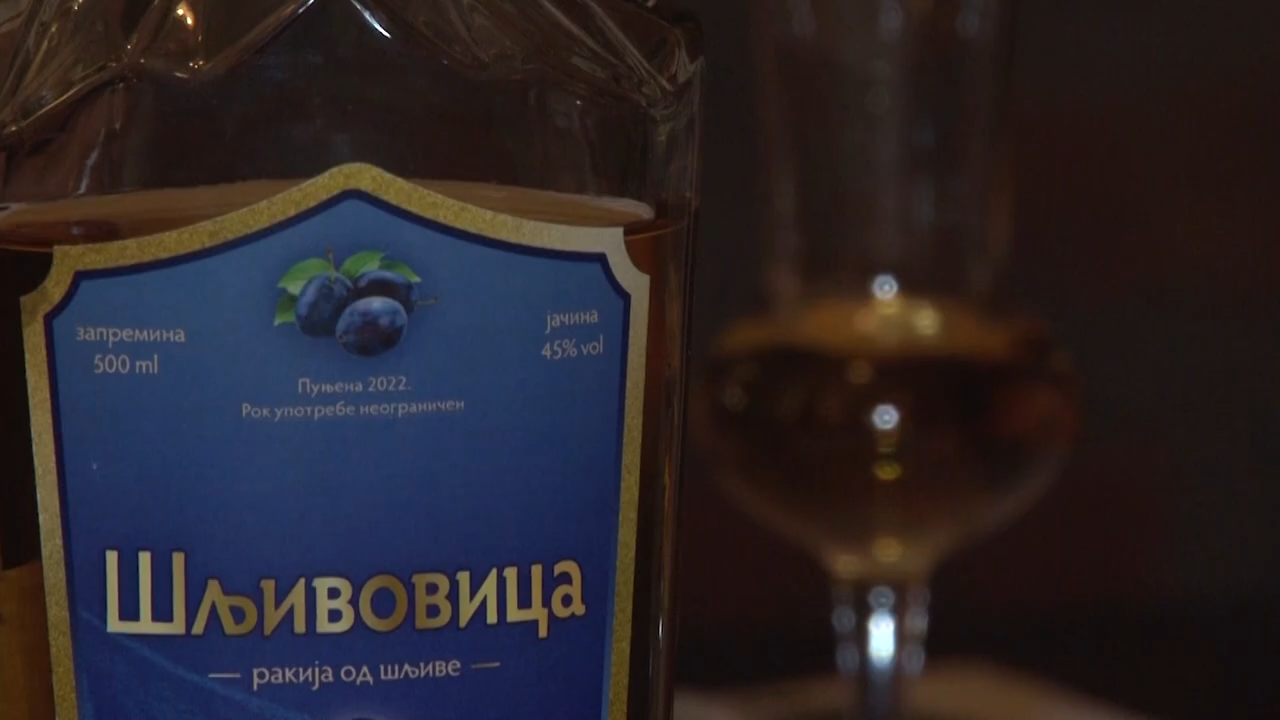 запремина
500 ml
јачина
45% vol
Пуњена 2022.
Рок употребе неограничен
Шљивовица
— ракија од шљиве —